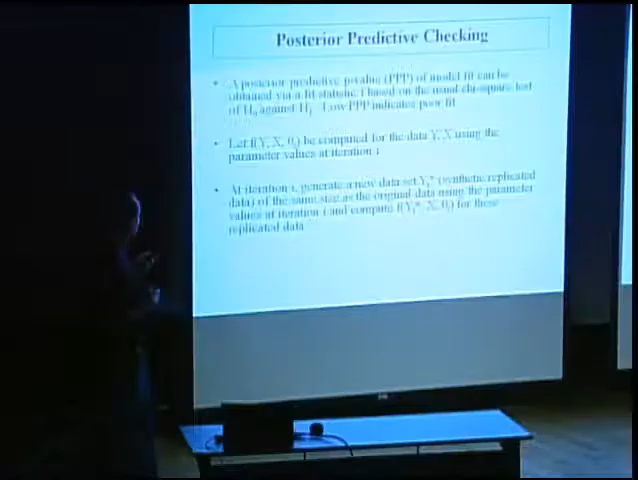 Posterior Predictive Checking
• A posterior predictive p-value (PPP) of model fit can be
obtained via a fit statistic f based on the usual chi-square test
of H₀ against H₁. Low PPP indicates poor fit
• Let f(Y, X, θᵢ) be computed for the data Y, X using the
parameter values at iteration i
• At iteration i, generate a new data set Yᵢ* (synthetic replicated
data) of the same size as the original data using the parameter
values at iteration i and compute f(Yᵢ*, X, θᵢ) for these
replicated data